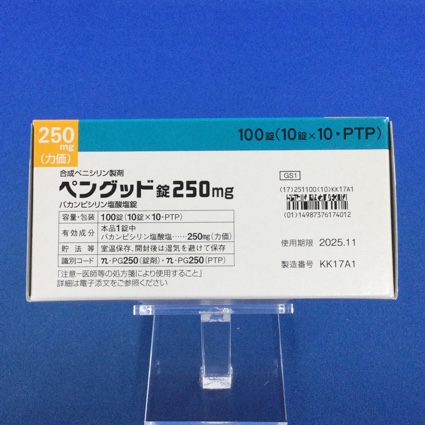 250
mg
(力価)
100錠(10錠×10・PTP)
合成ペニシリン製剤
ペングッド錠250mg
バカンピシリン塩酸塩錠
容量・包装 100錠(10錠×10・PTP)
有効成分 本品1錠中
バカンピシリン塩酸塩……250mg(力価)
貯法等 室温保存、開封後は湿気を避けて保存
識別コード PG250(錠剤)・PG250(PTP)
「注意-医師等の処方箋により使用すること」
詳細は電子添文をご参照ください
GS1
(17)251100(10)KK17A1
(01)14987376174012
使用期限 2025.11
製造番号 KK17A1